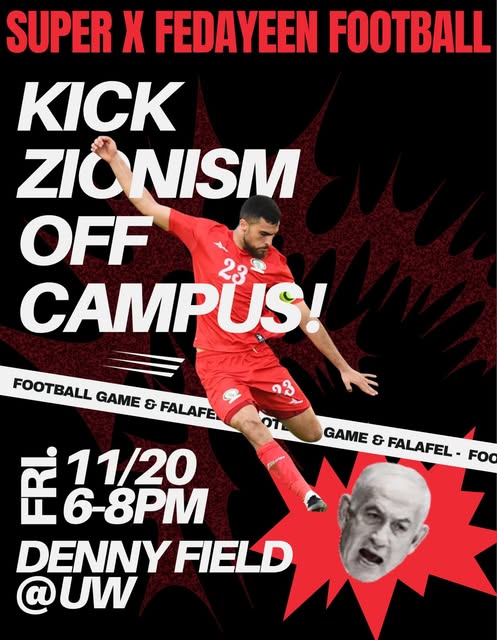 SUPER X FEDAYEEN FOOTBALL
KICK
ZIONISM
OFF
CAMPUS!
23
23
FOOTBALL GAME & FALAFEL GAME & FALAFEL - FOO
FRI. 11/20
6-8PM
DENNY FIELD
@UW